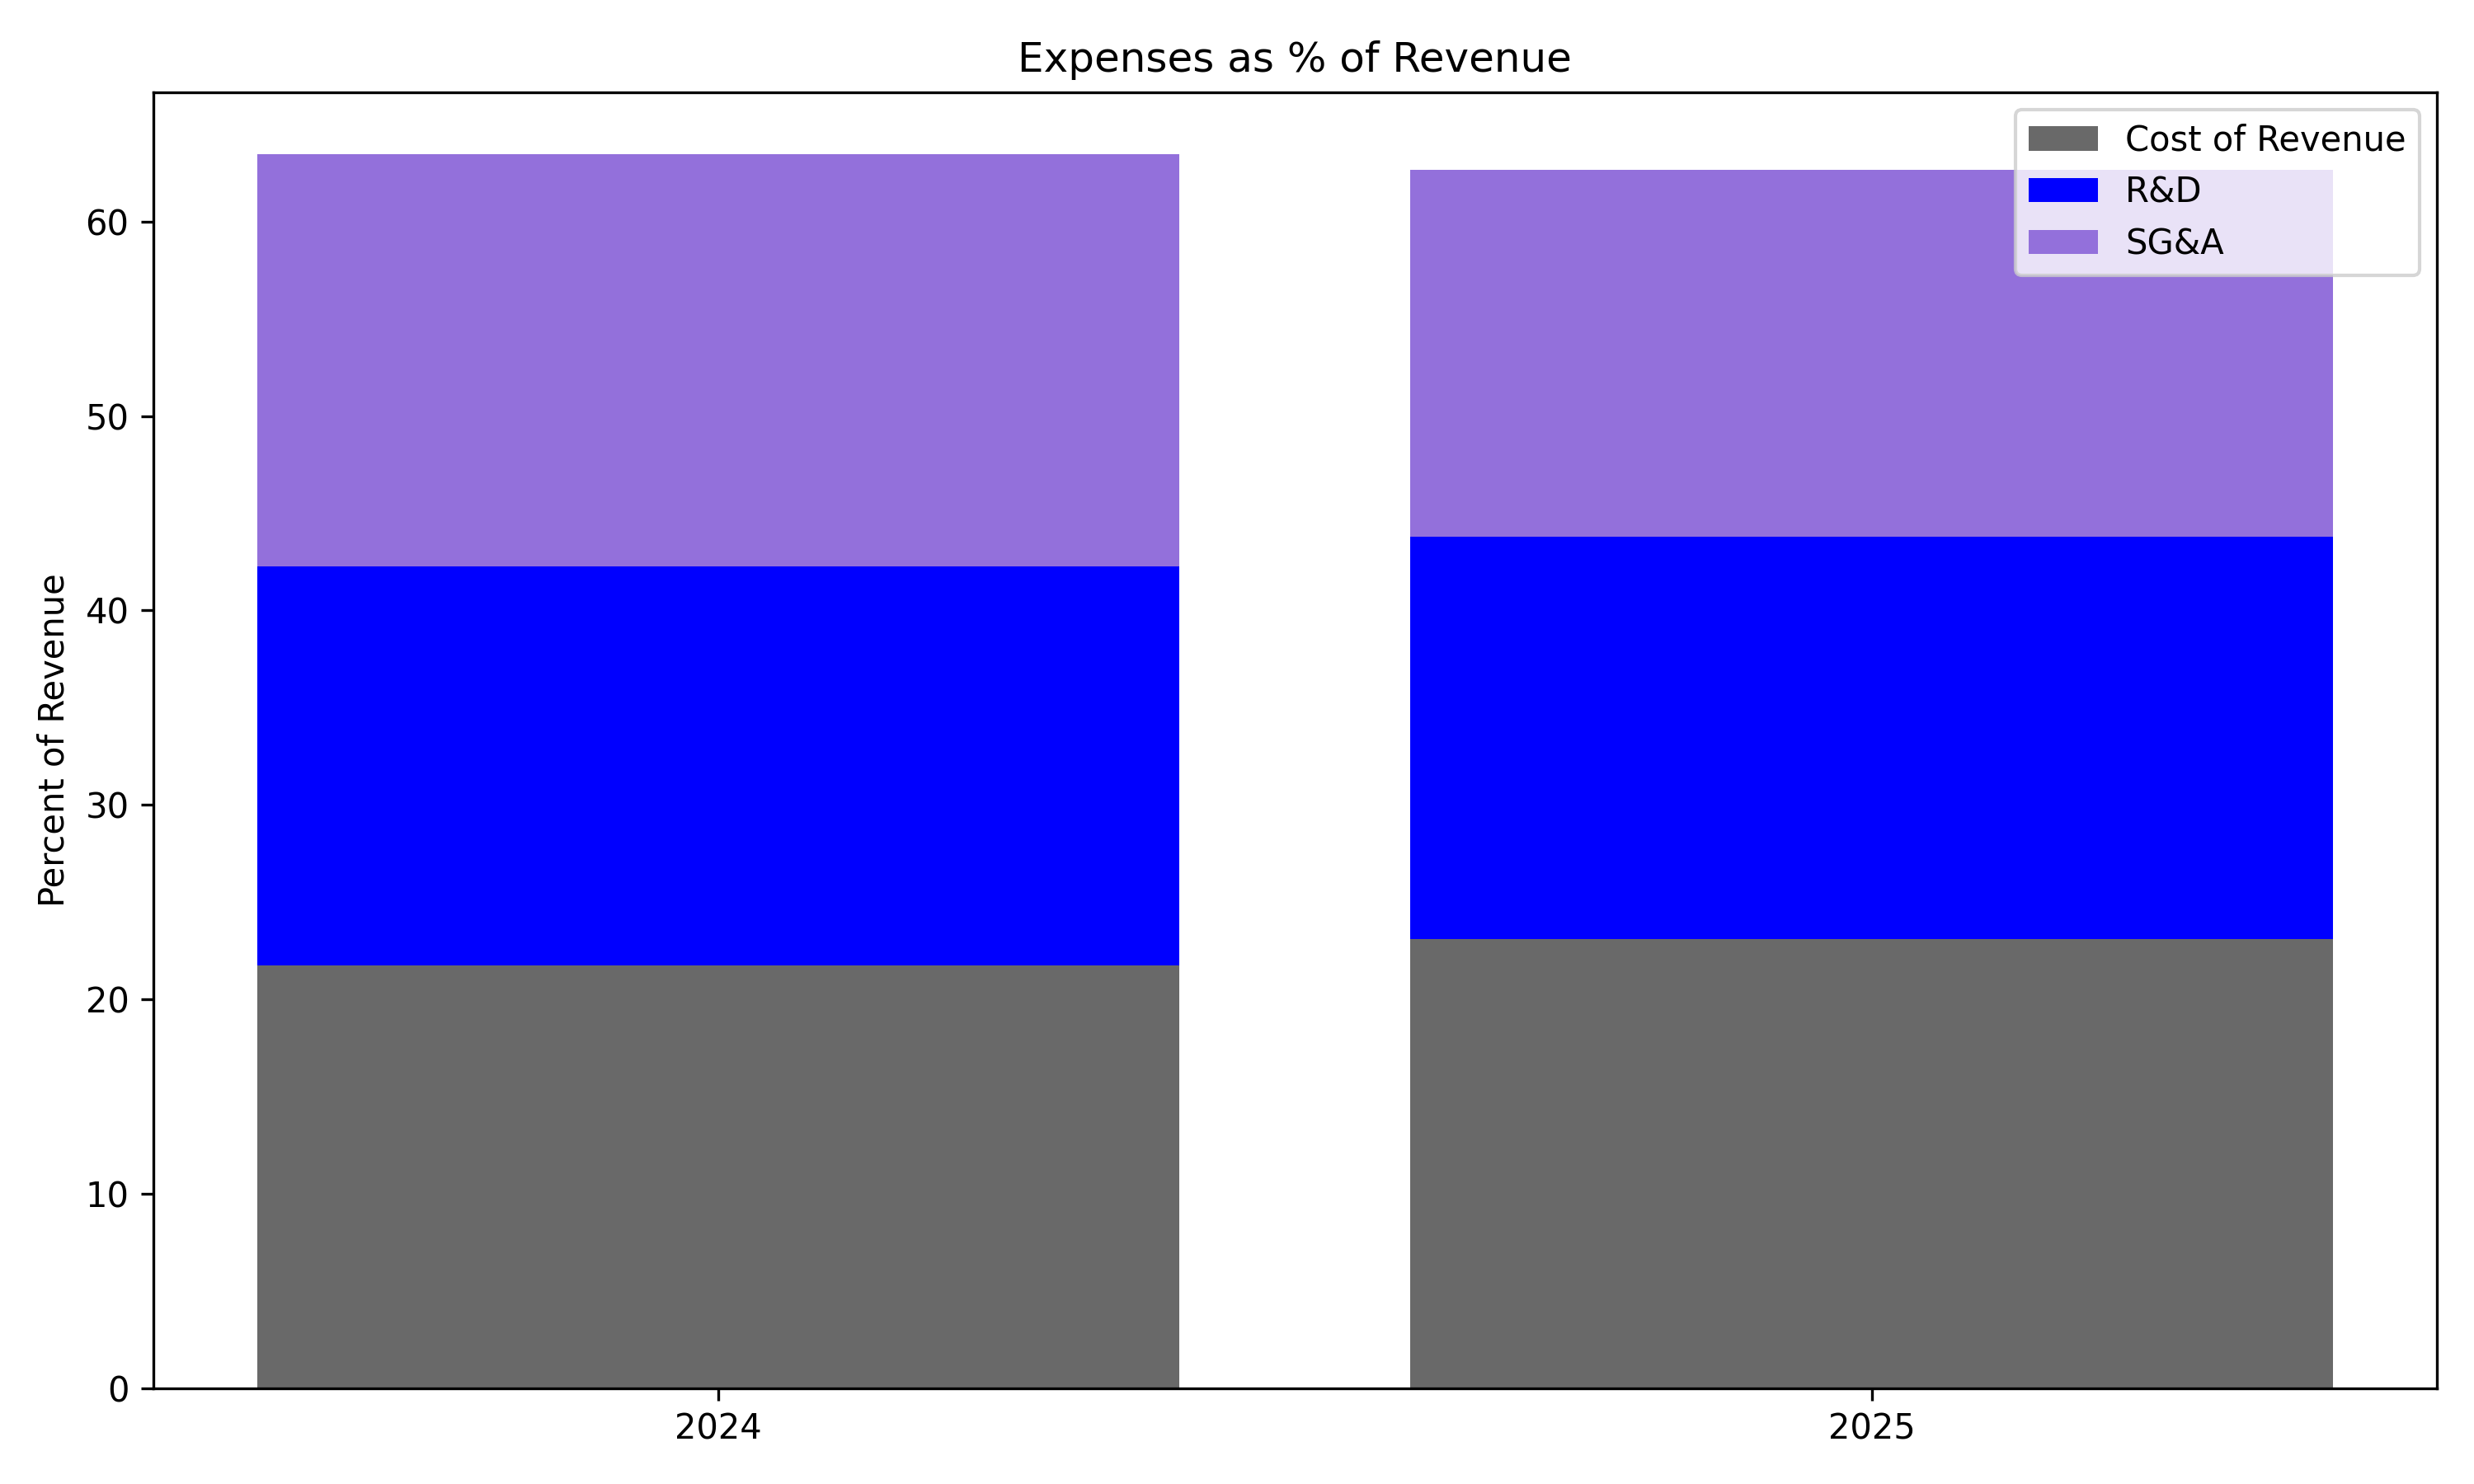 Expenses as % of Revenue
Cost of Revenue
R&D
SG&A
Percent of Revenue
60
50
40
30
20
10
0
2024
2025